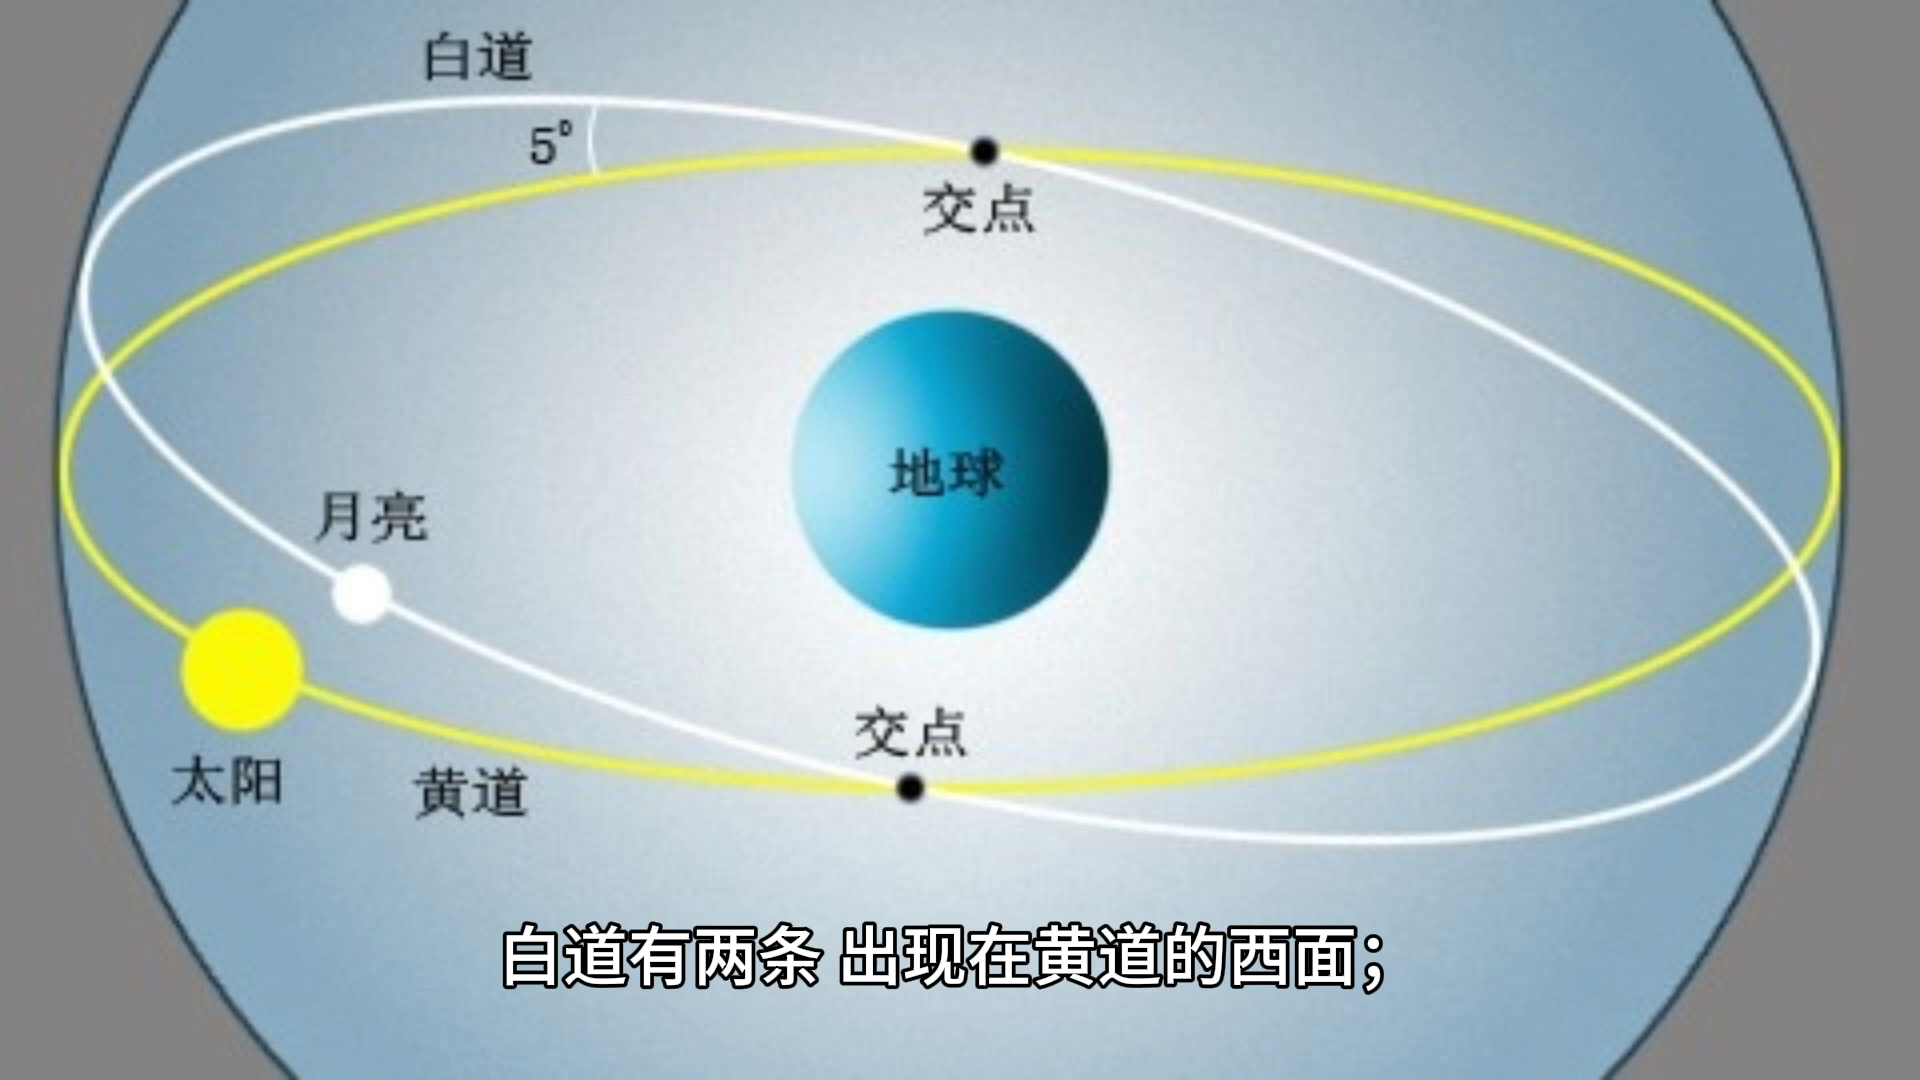 白道
5°
交点
地球
月亮
交点
太阳
黄道
白道有两条 出现在黄道的西面；